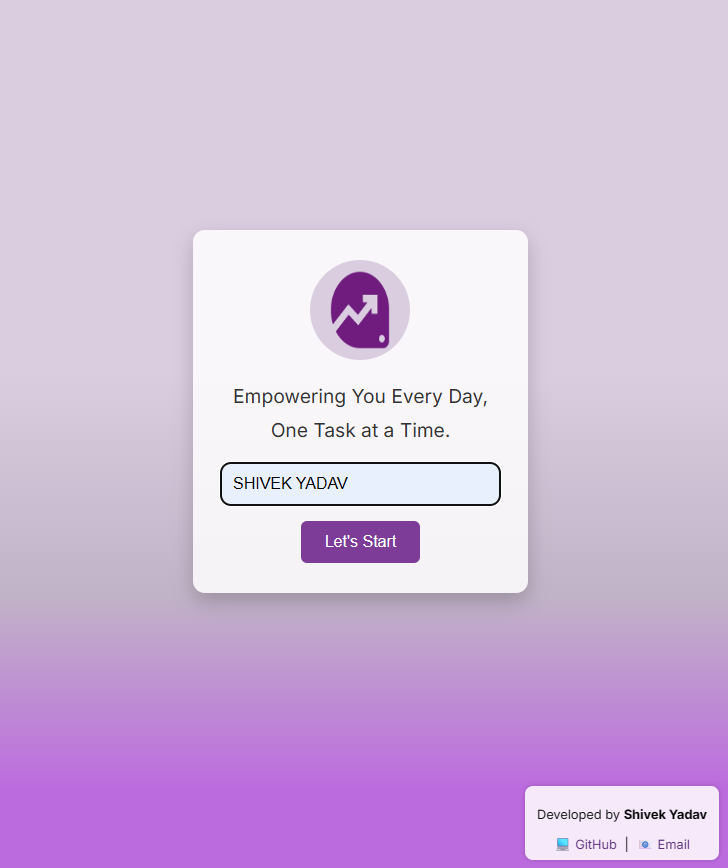 Empowering You Every Day,
One Task at a Time.
SHIVEK YADAV
Let's Start
Developed by Shivek Yadav
GitHub | Email